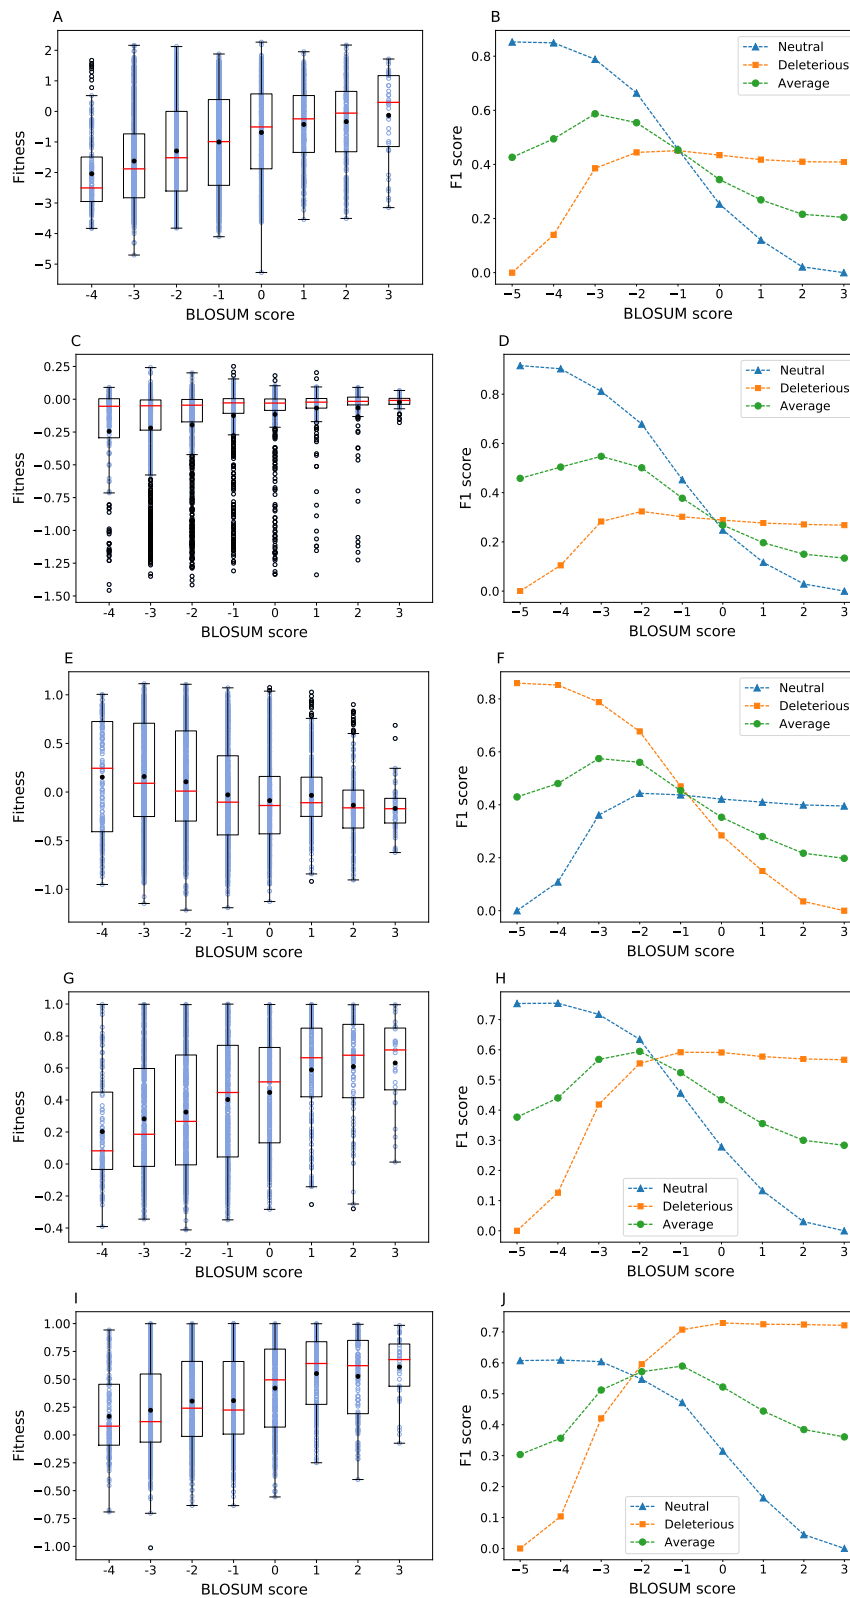 A
Fitness
2
1
0
−1
−2
−3
−4
−5
-4 -3 -2 -1 0 1 2 3
BLOSUM score
B
F1 score
0.8
0.6
0.4
0.2
0.0
Neutral
Deleterious
Average
−5 −4 −3 −2 −1 0 1 2 3
BLOSUM score
C
Fitness
0.25
0.00
−0.25
−0.50
−0.75
−1.00
−1.25
−1.50
-4 -3 -2 -1 0 1 2 3
BLOSUM score
D
F1 score
0.8
0.6
0.4
0.2
0.0
Neutral
Deleterious
Average
−5 −4 −3 −2 −1 0 1 2 3
BLOSUM score
E
Fitness
1.0
0.5
0.0
−0.5
−1.0
-4 -3 -2 -1 0 1 2 3
BLOSUM score
F
F1 score
0.8
0.6
0.4
0.2
0.0
Neutral
Deleterious
Average
−5 −4 −3 −2 −1 0 1 2 3
BLOSUM score
G
Fitness
1.0
0.8
0.6
0.4
0.2
0.0
−0.2
−0.4
-4 -3 -2 -1 0 1 2 3
BLOSUM score
H
F1 score
0.7
0.6
0.5
0.4
0.3
0.2
0.1
0.0
Neutral
Deleterious
Average
−5 −4 −3 −2 −1 0 1 2 3
BLOSUM score
I
Fitness
1.00
0.75
0.50
0.25
0.00
−0.25
−0.50
−0.75
−1.00
-4 -3 -2 -1 0 1 2 3
BLOSUM score
J
F1 score
0.7
0.6
0.5
0.4
0.3
0.2
0.1
0.0
Neutral
Deleterious
Average
−5 −4 −3 −2 −1 0 1 2 3
BLOSUM score